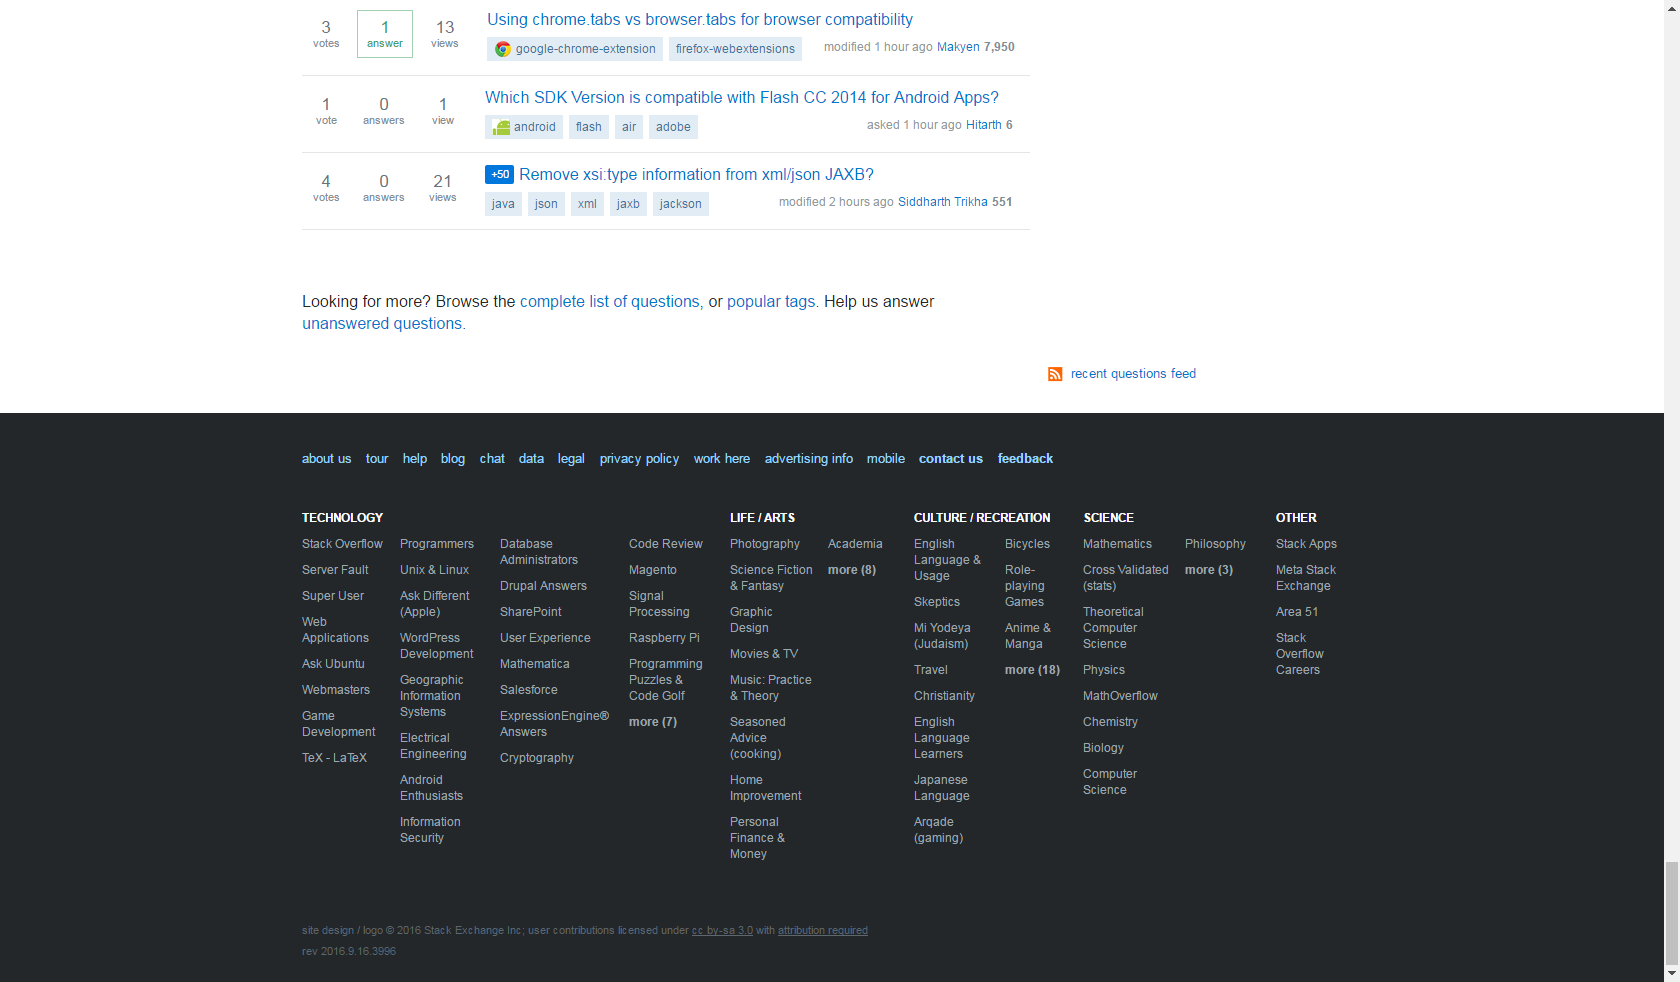 3 votes 1 answer 13 views Using chrome.tabs vs browser.tabs for browser compatibility
google-chrome-extension firefox-webextensions modified 1 hour ago Makyen 7,950
1 vote 0 answers 1 view Which SDK Version is compatible with Flash CC 2014 for Android Apps?
android flash air adobe asked 1 hour ago Hitarth 6
4 votes 0 answers 21 views +50 Remove xsi:type information from xml/json JAXB?
java json xml jaxb jackson modified 2 hours ago Siddharth Trikha 551
Looking for more? Browse the complete list of questions, or popular tags. Help us answer
unanswered questions.
recent questions feed
about us tour help blog chat data legal privacy policy work here advertising info mobile contact us feedback
TECHNOLOGY
Stack Overflow
Server Fault
Super User
Web
Applications
Ask Ubuntu
Webmasters
Game
Development
TeX - LaTeX
Programmers
Unix & Linux
Ask Different
(Apple)
WordPress
Development
Geographic
Information
Systems
Electrical
Engineering
Android
Enthusiasts
Information
Security
Database
Administrators
Drupal Answers
SharePoint
User Experience
Mathematica
Salesforce
ExpressionEngine®
Answers
Cryptography
Code Review
Magento
Signal
Processing
Raspberry Pi
Programming
Puzzles &
Code Golf
more (7)
LIFE / ARTS
Photography
Science Fiction
& Fantasy
Graphic
Design
Movies & TV
Music: Practice
& Theory
Seasoned
Advice
(cooking)
Home
Improvement
Personal
Finance &
Money
Academia
more (8)
CULTURE / RECREATION
English
Language &
Usage
Skeptics
Mi Yodeya
(Judaism)
Travel
Christianity
English
Language
Learners
Japanese
Language
Arqade
(gaming)
Bicycles
Role-
playing
Games
Anime &
Manga
more (18)
SCIENCE
Mathematics
Cross Validated
(stats)
Theoretical
Computer
Science
Physics
MathOverflow
Chemistry
Biology
Computer
Science
Philosophy
more (3)
OTHER
Stack Apps
Meta Stack
Exchange
Area 51
Stack
Overflow
Careers
site design / logo © 2016 Stack Exchange Inc; user contributions licensed under cc by-sa 3.0 with attribution required
rev 2016.9.16.3996